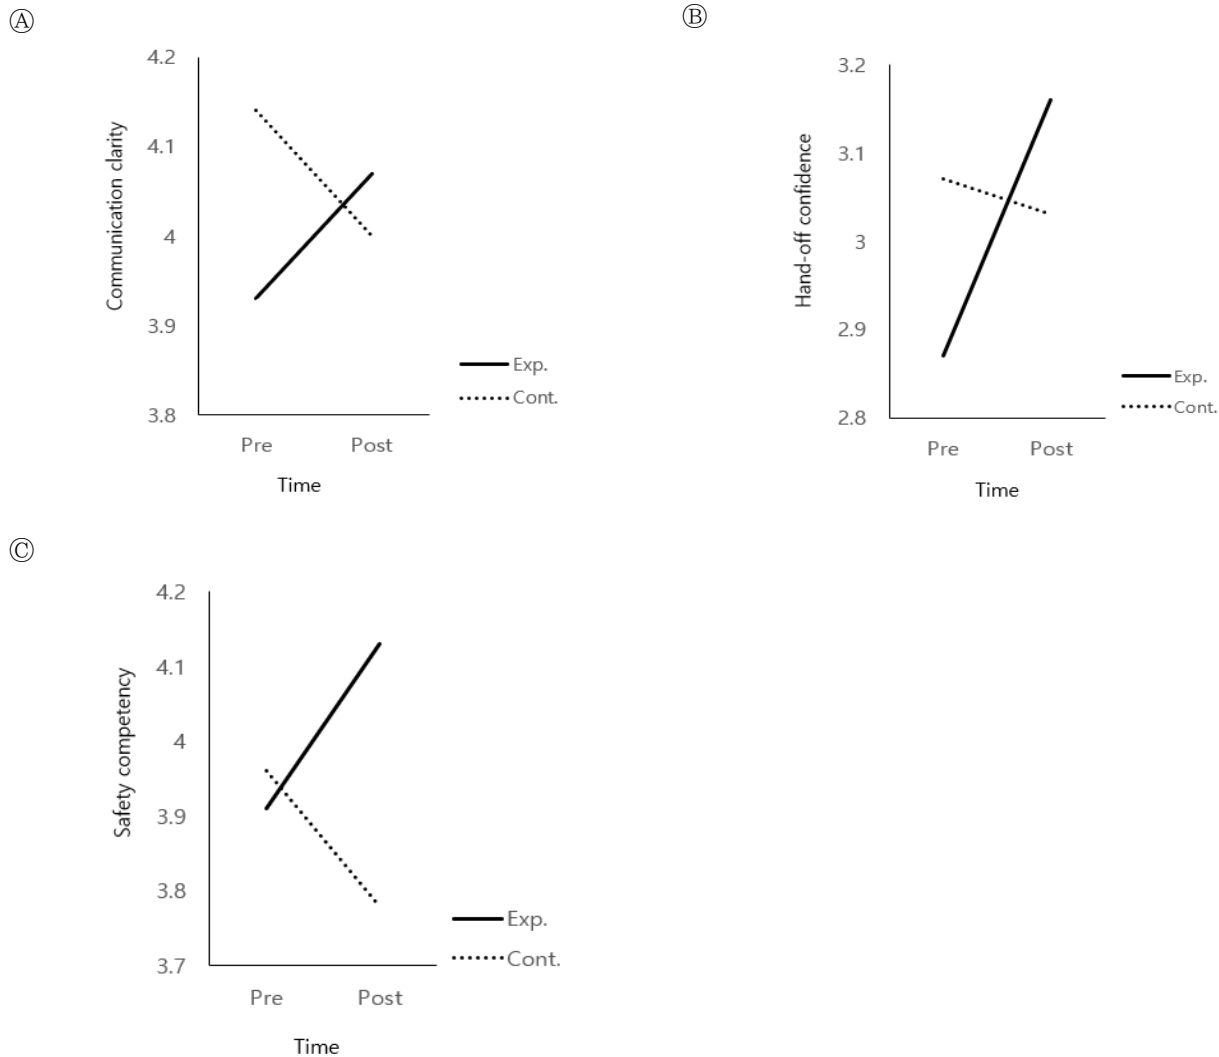 Ⓐ
4.2
4.1
4
3.9
3.8
Communication clarity
Pre Post
Time
Exp.
Cont.
Ⓑ
3.2
3.1
3
2.9
2.8
Hand-off confidence
Pre Post
Time
Exp.
Cont.
Ⓒ
4.2
4.1
4
3.9
3.8
3.7
Safety competency
Pre Post
Time
Exp.
Cont.